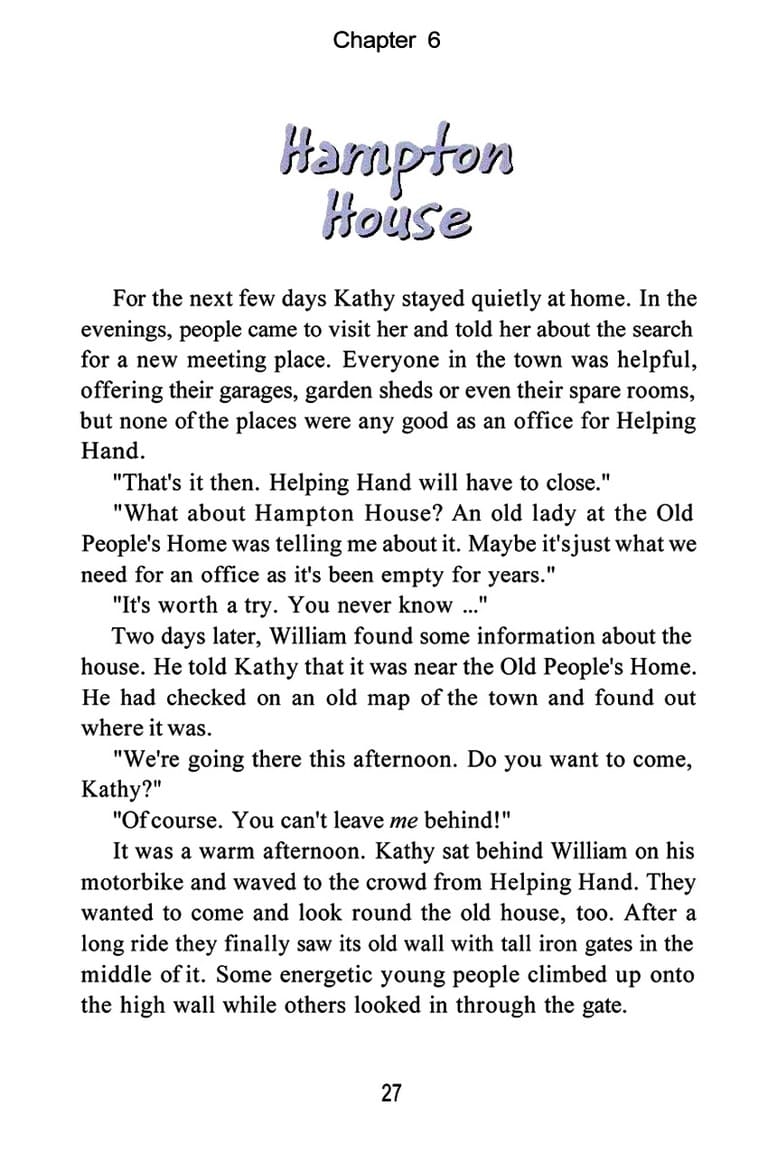 Chapter 6
Hampton
House
For the next few days Kathy stayed quietly at home. In the
evenings, people came to visit her and told her about the search
for a new meeting place. Everyone in the town was helpful,
offering their garages, garden sheds or even their spare rooms,
but none of the places were any good as an office for Helping
Hand.
"That's it then. Helping Hand will have to close."
"What about Hampton House? An old lady at the Old
People's Home was telling me about it. Maybe it's just what we
need for an office as it's been empty for years."
"It's worth a try. You never know ..."
Two days later, William found some information about the
house. He told Kathy that it was near the Old People's Home.
He had checked on an old map of the town and found out
where it was.
"We're going there this afternoon. Do you want to come,
Kathy?"
"Of course. You can't leave me behind!"
It was a warm afternoon. Kathy sat behind William on his
motorbike and waved to the crowd from Helping Hand. They
wanted to come and look round the old house, too. After a
long ride they finally saw its old wall with tall iron gates in the
middle of it. Some energetic young people climbed up onto
the high wall while others looked in through the gate.
27